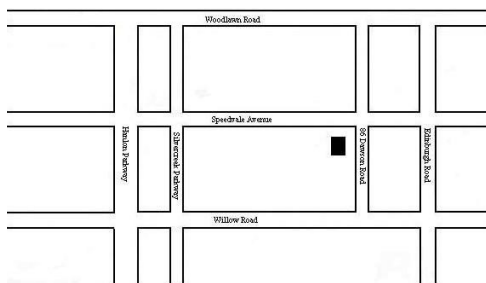 Woodlawn Road
Speedvale Avenue
Hanlon Parkway
Silvercreek Parkway
86 Dawson Road
Edinburgh Road
Willow Road